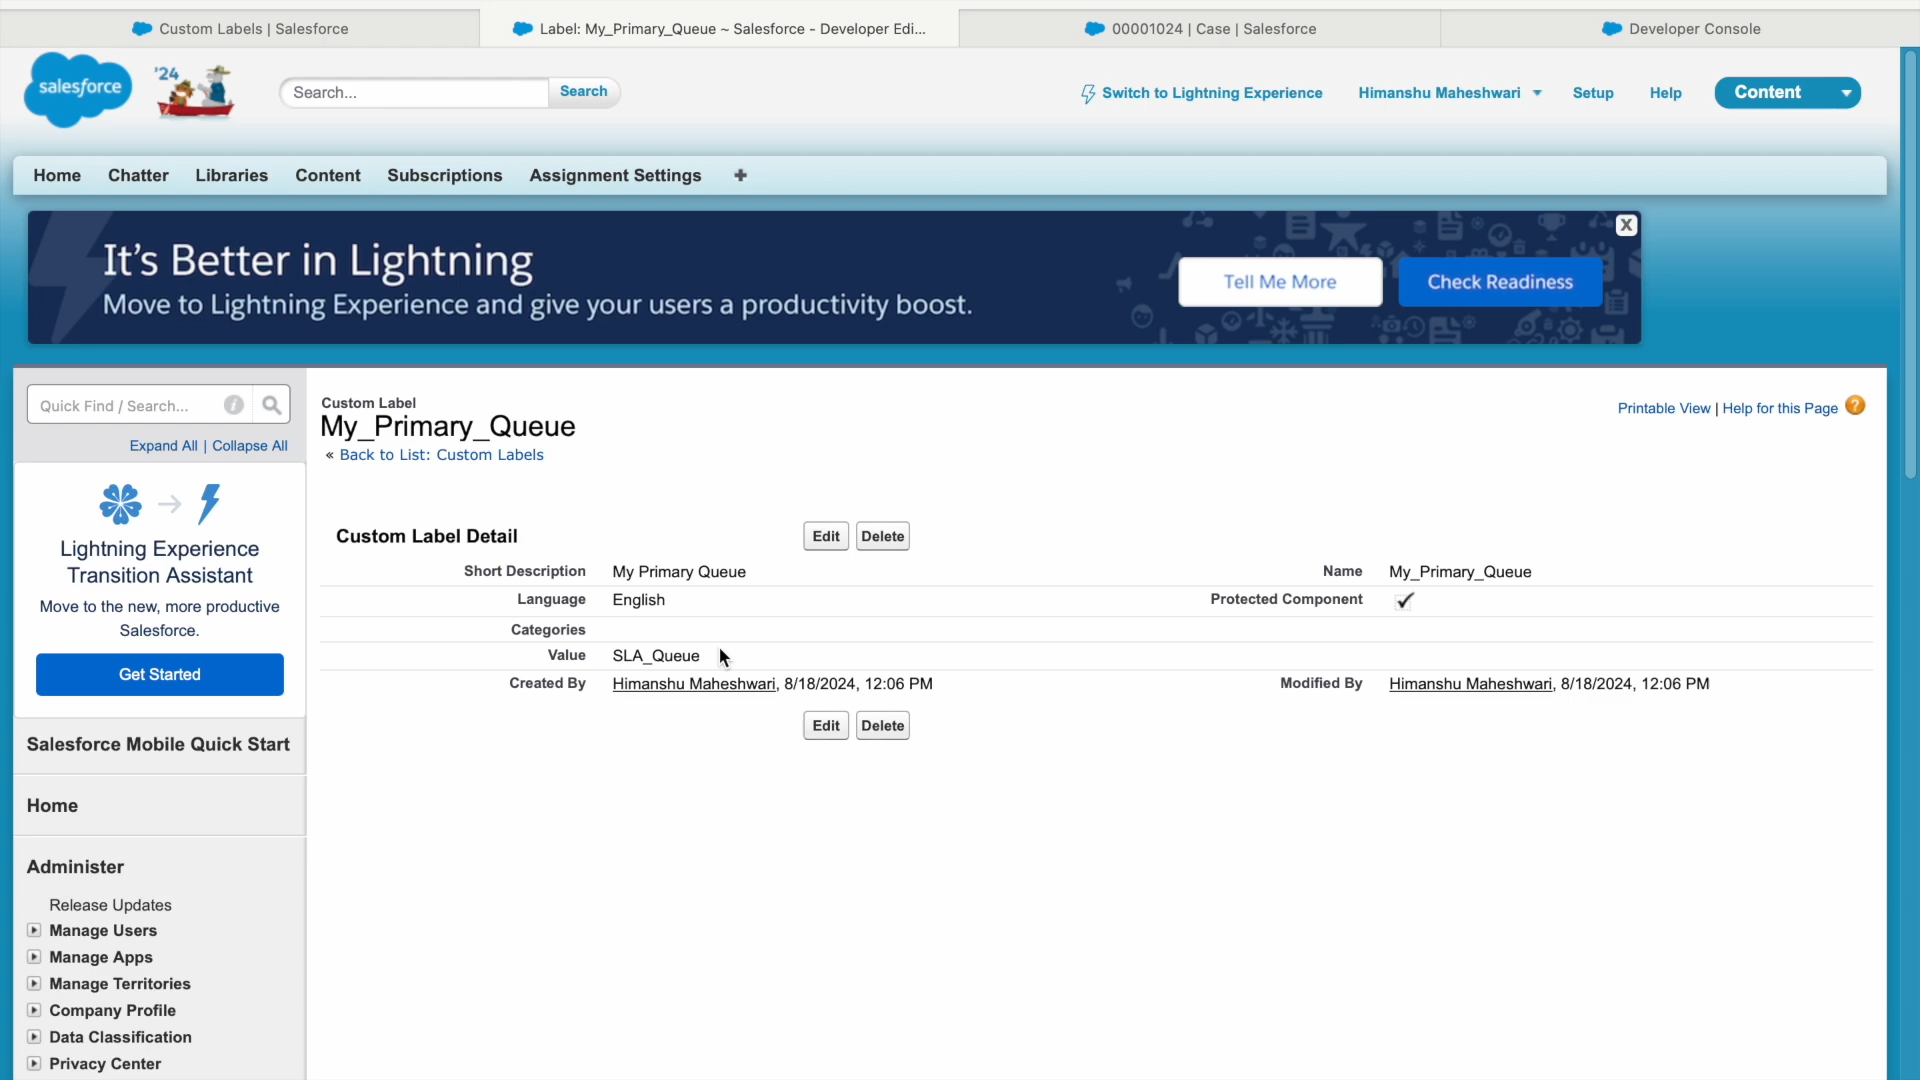 Custom Labels | Salesforce
Label: My_Primary_Queue ~ Salesforce - Developer Edi...
00001024 | Case | Salesforce
Developer Console
salesforce
'24
Search...
Search
Switch to Lightning Experience
Himanshu Maheshwari
Setup
Help
Content
Home
Chatter
Libraries
Content
Subscriptions
Assignment Settings
+
It's Better in Lightning
Move to Lightning Experience and give your users a productivity boost.
Tell Me More
Check Readiness
X
Quick Find / Search...
i
Expand All | Collapse All
Lightning Experience
Transition Assistant
Move to the new, more productive
Salesforce.
Get Started
Salesforce Mobile Quick Start
Home
Administer
Release Updates
Manage Users
Manage Apps
Manage Territories
Company Profile
Data Classification
Privacy Center
Custom Label
My_Primary_Queue
« Back to List: Custom Labels
Printable View | Help for this Page ?
Custom Label Detail
Edit
Delete
Short Description My Primary Queue
Name My_Primary_Queue
Language English
Protected Component
Categories
Value SLA_Queue
Created By Himanshu Maheshwari, 8/18/2024, 12:06 PM
Modified By Himanshu Maheshwari, 8/18/2024, 12:06 PM
Edit
Delete